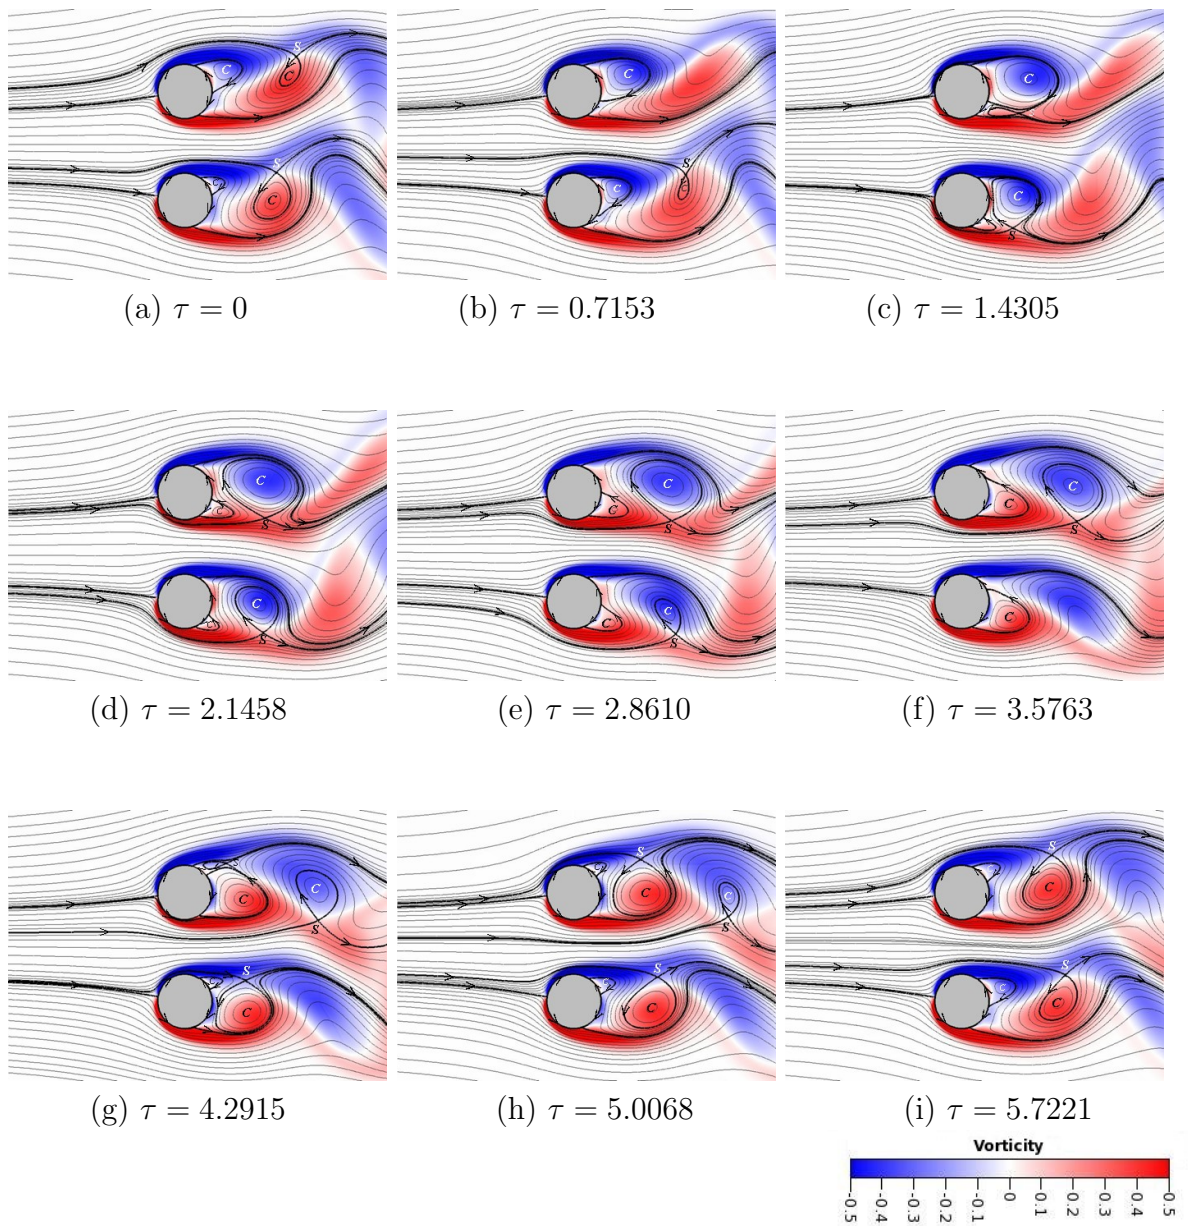 S
C
C
S
C
C
(a) τ = 0
C
S
C
C
(b) τ = 0.7153
C
C
S
(c) τ = 1.4305
C
C
S
C
C
S
(d) τ = 2.1458
C
C
S
C
C
S
(e) τ = 2.8610
C
C
S
C
(f) τ = 3.5763
C
C
S
S
C
(g) τ = 4.2915
S
C
C
C
S
S
C
C
(h) τ = 5.0068
S
C
S
C
C
(i) τ = 5.7221
Vorticity
-0.5 -0.4 -0.3 -0.2 -0.1 0 0.1 0.2 0.3 0.4 0.5